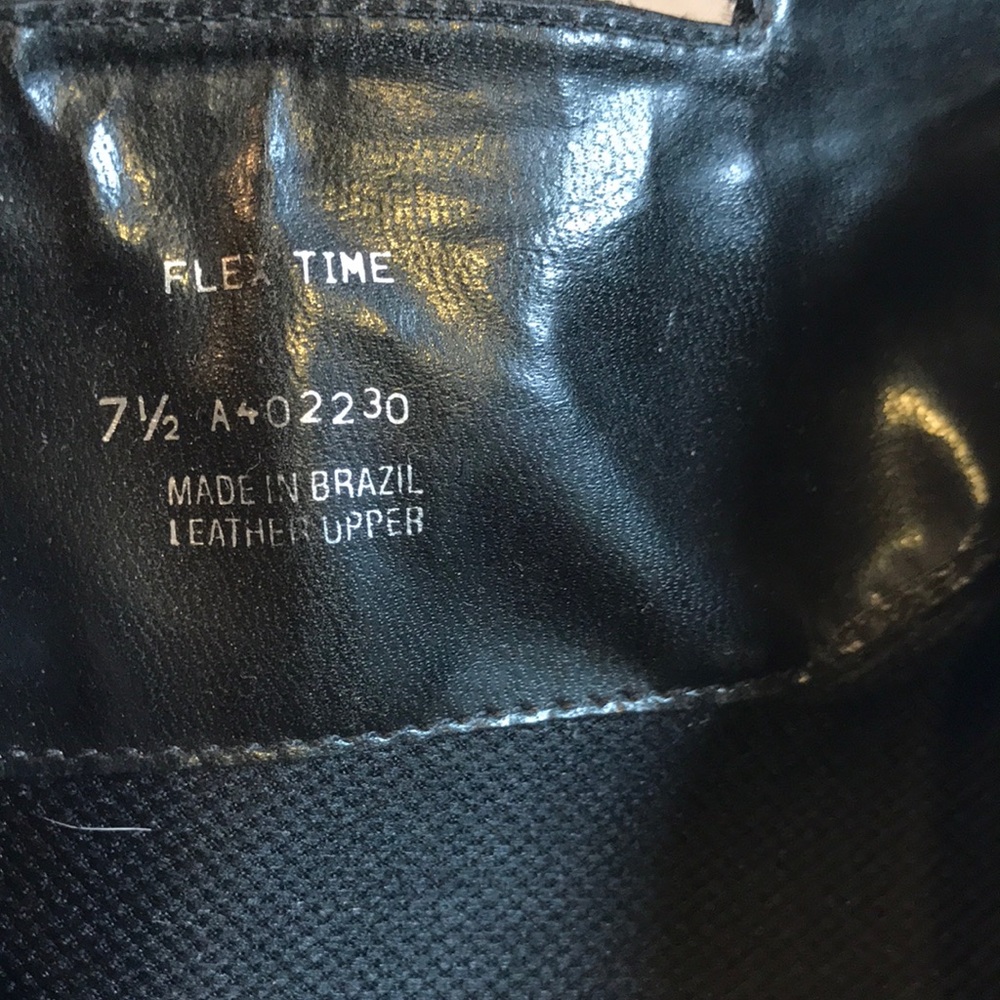 FLEX TIME
7½ A402230
MADE IN BRAZIL
LEATHER UPPER